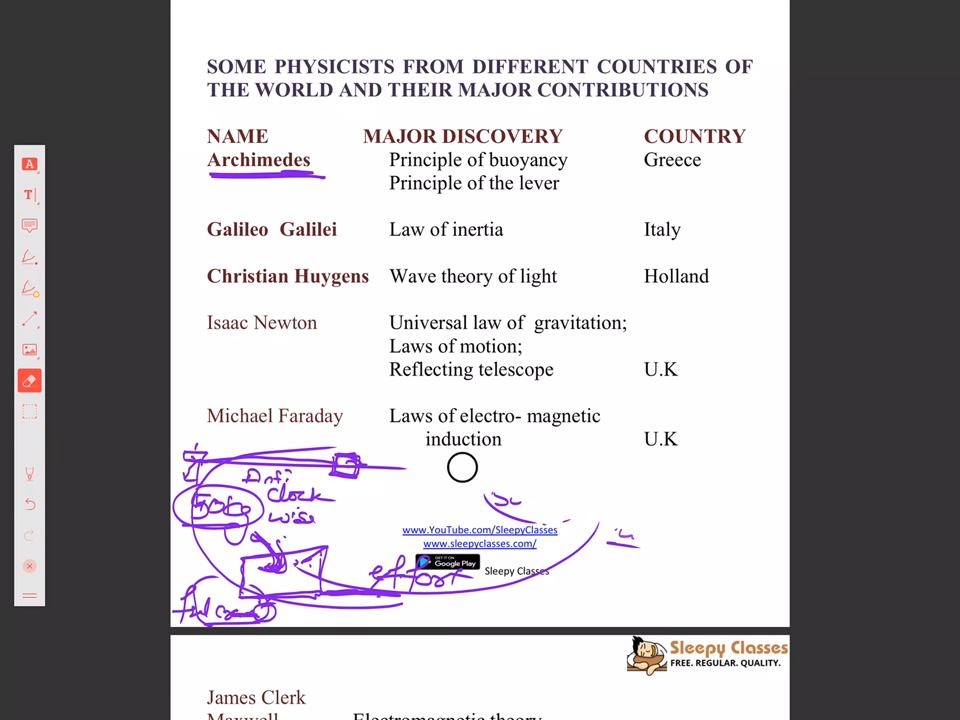 SOME PHYSICISTS FROM DIFFERENT COUNTRIES OF
THE WORLD AND THEIR MAJOR CONTRIBUTIONS
NAME MAJOR DISCOVERY COUNTRY
Archimedes Principle of buoyancy Greece
Principle of the lever
Galileo Galilei Law of inertia Italy
Christian Huygens Wave theory of light Holland
Isaac Newton Universal law of gravitation;
Laws of motion;
Reflecting telescope U.K
Michael Faraday Laws of electro- magnetic
induction U.K
Anti
clock
wise
www.YouTube.com/SleepyClasses
www.sleepyclasses.com/
GET IT ON
Google Play
Sleepy Classes
effort
Sleepy Classes
FREE. REGULAR. QUALITY.
James Clerk
Maxwell Electromagnetic theory